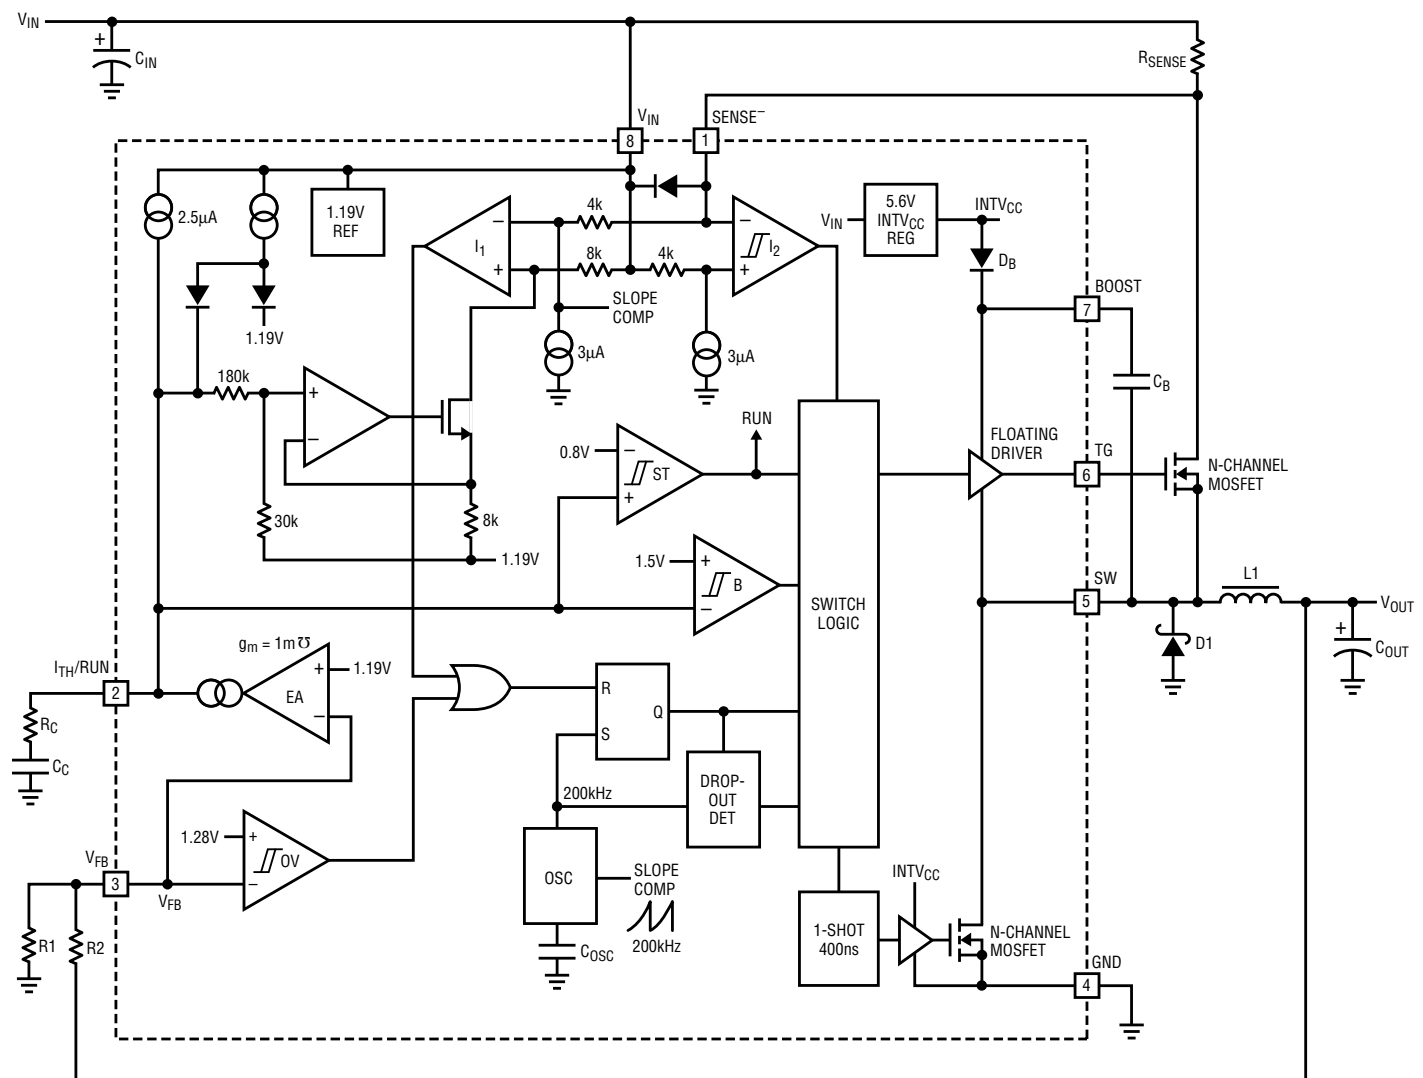 VIN
+
CIN
RSENSE
VIN
SENSE–
8
1
2.5µA
1.19V
REF
4k
–
I1
+
8k
4k
–
I2
+
VIN
5.6V
INTVCC
REG
INTVCC
DB
BOOST
7
SLOPE
COMP
1.19V
3µA
3µA
CB
180k
+
–
RUN
FLOATING
DRIVER
TG
6
N-CHANNEL
MOSFET
0.8V
–
ST
+
30k
8k
1.19V
1.5V
+
B
–
SWITCH
LOGIC
SW
5
L1
VOUT
D1
+
COUT
gm = 1m℧
ITH/RUN
2
+
1.19V
EA
–
RC
CC
R
Q
S
200kHz
DROP-
OUT
DET
1.28V
+
OV
–
VFB
3
VFB
OSC
SLOPE
COMP
200kHz
COSC
INTVCC
1-SHOT
400ns
N-CHANNEL
MOSFET
GND
4
R1
R2